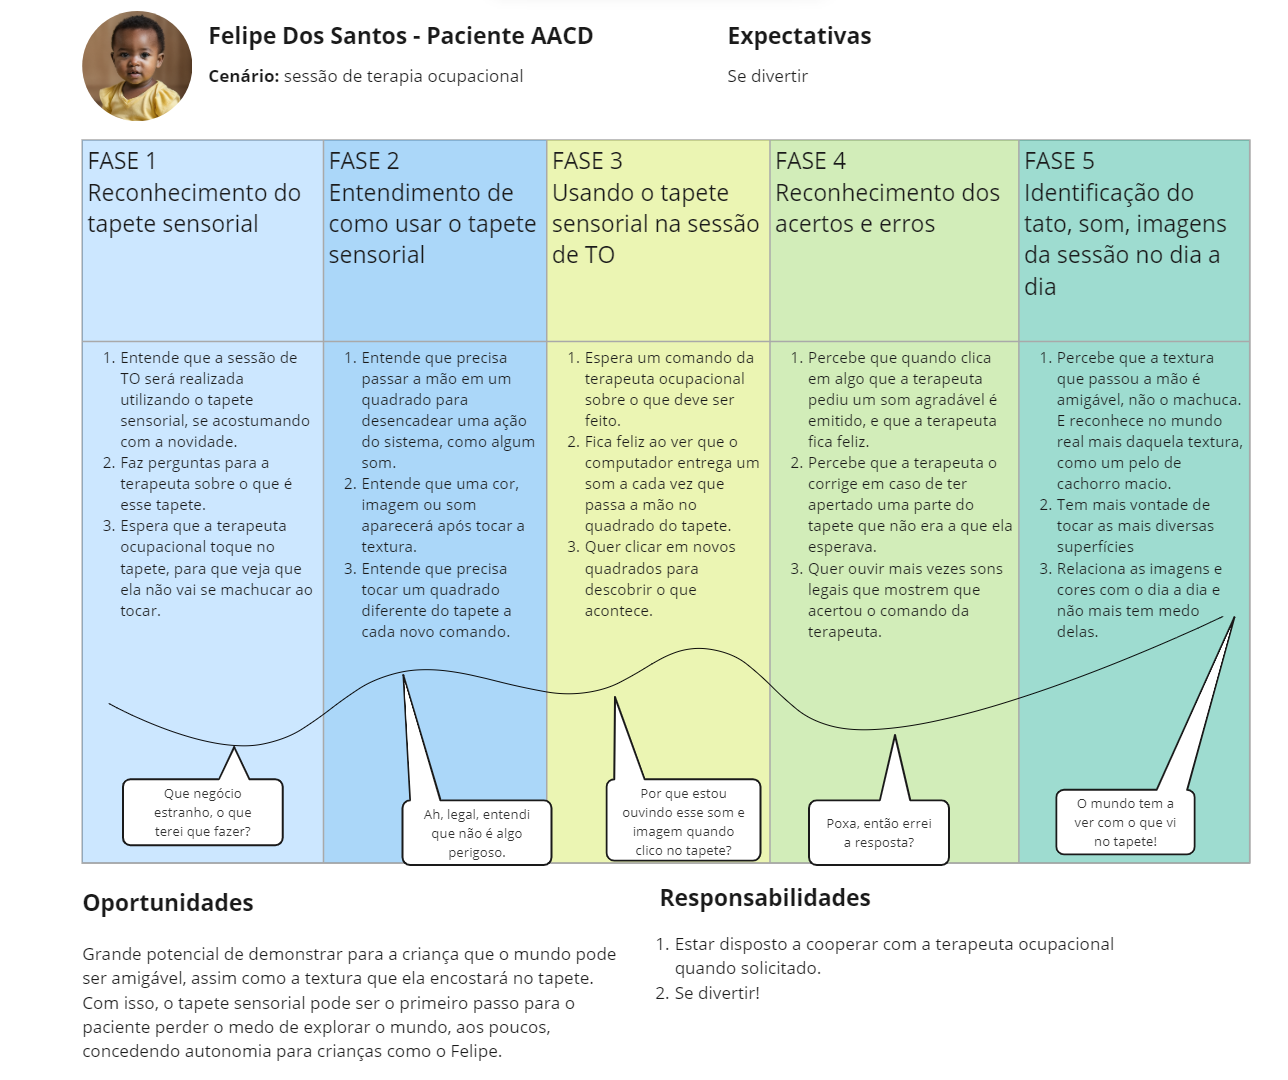 Felipe Dos Santos - Paciente AACD
Cenário: sessão de terapia ocupacional
Expectativas
Se divertir
FASE 1
Reconhecimento do
tapete sensorial
FASE 2
Entendimento de
como usar o tapete
sensorial
FASE 3
Usando o tapete
sensorial na sessão
de TO
FASE 4
Reconhecimento dos
acertos e erros
FASE 5
Identificação do
tato, som, imagens
da sessão no dia a
dia
1. Entende que a sessão de
TO será realizada
utilizando o tapete
sensorial, se acostumando
com a novidade.
2. Faz perguntas para a
terapeuta sobre o que é
esse tapete.
3. Espera que a terapeuta
ocupacional toque no
tapete, para que veja que
ela não vai se machucar ao
tocar.
1. Entende que precisa
passar a mão em um
quadrado para
desencadear uma ação
do sistema, como algum
som.
2. Entende que uma cor,
imagem ou som
aparecerá após tocar a
textura.
3. Entende que precisa
tocar um quadrado
diferente do tapete a
cada novo comando.
1. Espera um comando da
terapeuta ocupacional
sobre o que deve ser
feito.
2. Fica feliz ao ver que o
computador entrega um
som a cada vez que
passa a mão no
quadrado do tapete.
3. Quer clicar em novos
quadrados para
descobrir o que
acontece.
1. Percebe que quando clica
em algo que a terapeuta
pediu um som agradável é
emitido, e que a terapeuta
fica feliz.
2. Percebe que a terapeuta o
corrige em caso de ter
apertado uma parte do
tapete que não era a que ela
esperava.
3. Quer ouvir mais vezes sons
legais que mostrem que
acertou o comando da
terapeuta.
1. Percebe que a textura
que passou a mão é
amigável, não o machuca.
E reconhece no mundo
real mais daquela textura,
como um pelo de
cachorro macio.
2. Tem mais vontade de
tocar as mais diversas
superfícies
3. Relaciona as imagens e
cores com o dia a dia e
não mais tem medo
delas.
Que negócio
estranho, o que
terei que fazer?
Ah, legal, entendi
que não é algo
perigoso.
Por que estou
ouvindo esse som e
imagem quando
clico no tapete?
Poxa, então errei
a resposta?
O mundo tem a
ver com o que vi
no tapete!
Oportunidades
Grande potencial de demonstrar para a criança que o mundo pode
ser amigável, assim como a textura que ela encostará no tapete.
Com isso, o tapete sensorial pode ser o primeiro passo para o
paciente perder o medo de explorar o mundo, aos poucos,
concedendo autonomia para crianças como o Felipe.
Responsabilidades
1. Estar disposto a cooperar com a terapeuta ocupacional
quando solicitado.
2. Se divertir!